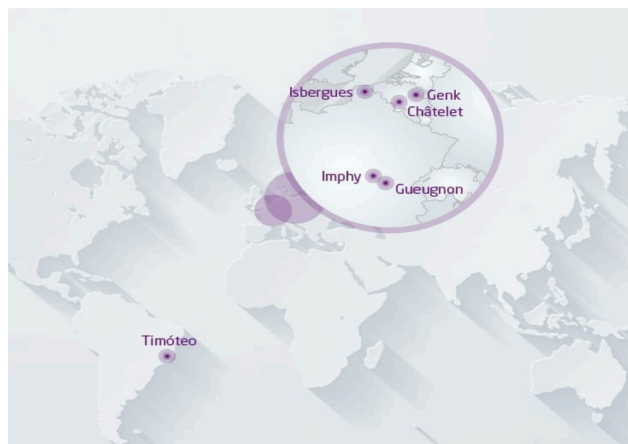 Isbergues
Genk
Châtelet
Imphy
Gueugnon
Timóteo